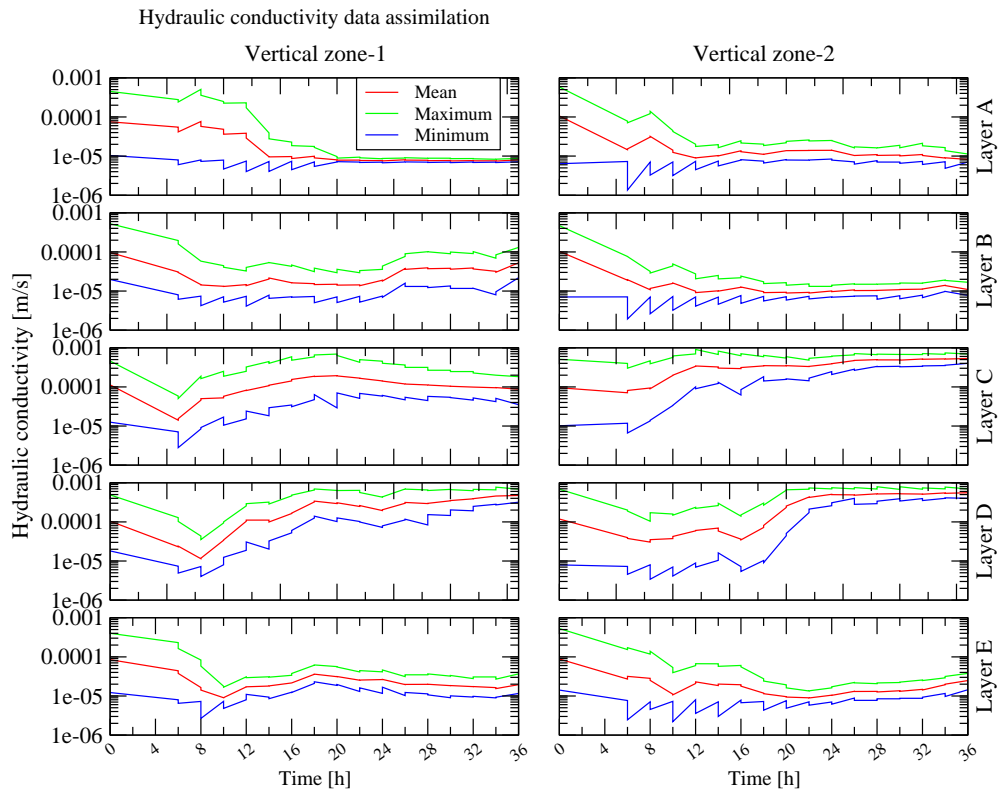 Hydraulic conductivity data assimilation
Vertical zone-1
Vertical zone-2
Hydraulic conductivity [m/s]
0.001
0.0001
1e-05
1e-06
Mean
Maximum
Minimum
Layer A
0.001
0.0001
1e-05
1e-06
Layer B
0.001
0.0001
1e-05
1e-06
Layer C
0.001
0.0001
1e-05
1e-06
Layer D
0.001
0.0001
1e-05
1e-06
Layer E
0 4 8 12 16 20 24 28 32 36
0 4 8 12 16 20 24 28 32 36
Time [h]
Time [h]